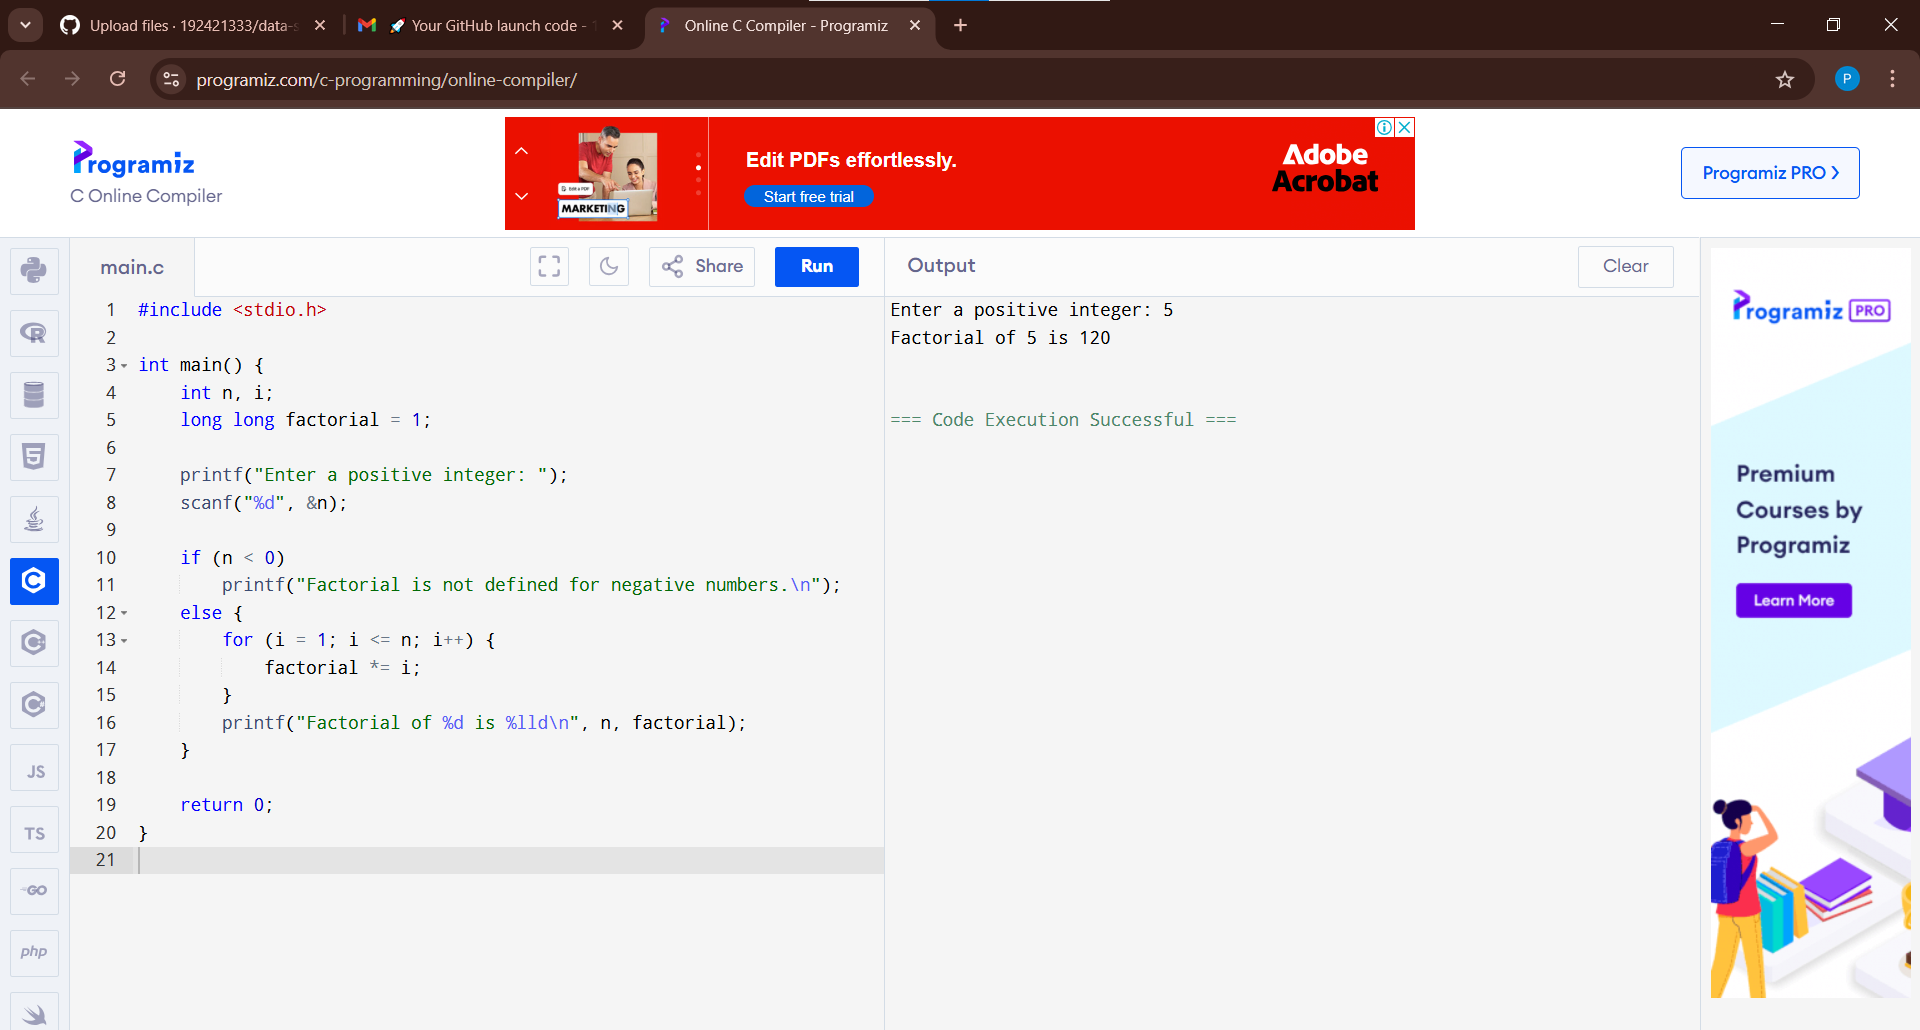 Upload files · 192421333/data-s
Your GitHub launch code - 1
Online C Compiler - Programiz
programiz.com/c-programming/online-compiler/
P
Programiz
C Online Compiler
Edit a PDF
MARKETING
Edit PDFs effortlessly.
Start free trial
Adobe
Acrobat
Programiz PRO
main.c
Share
Run
Output
Clear
1 #include <stdio.h>
2
3 int main() {
4     int n, i;
5     long long factorial = 1;
6
7     printf("Enter a positive integer: ");
8     scanf("%d", &n);
9
10     if (n < 0)
11         printf("Factorial is not defined for negative numbers.\n");
12     else {
13         for (i = 1; i <= n; i++) {
14             factorial *= i;
15         }
16         printf("Factorial of %d is %lld\n", n, factorial);
17     }
18
19     return 0;
20 }
21
Enter a positive integer: 5
Factorial of 5 is 120
=== Code Execution Successful ===
R
5
C
C
C
JS
TS
GO
php
Programiz PRO
Premium
Courses by
Programiz
Learn More